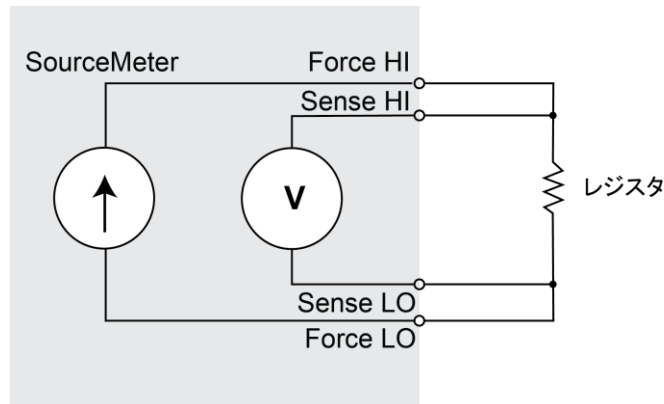 SourceMeter
Force HI
Sense HI
V
レジスタ
Sense LO
Force LO